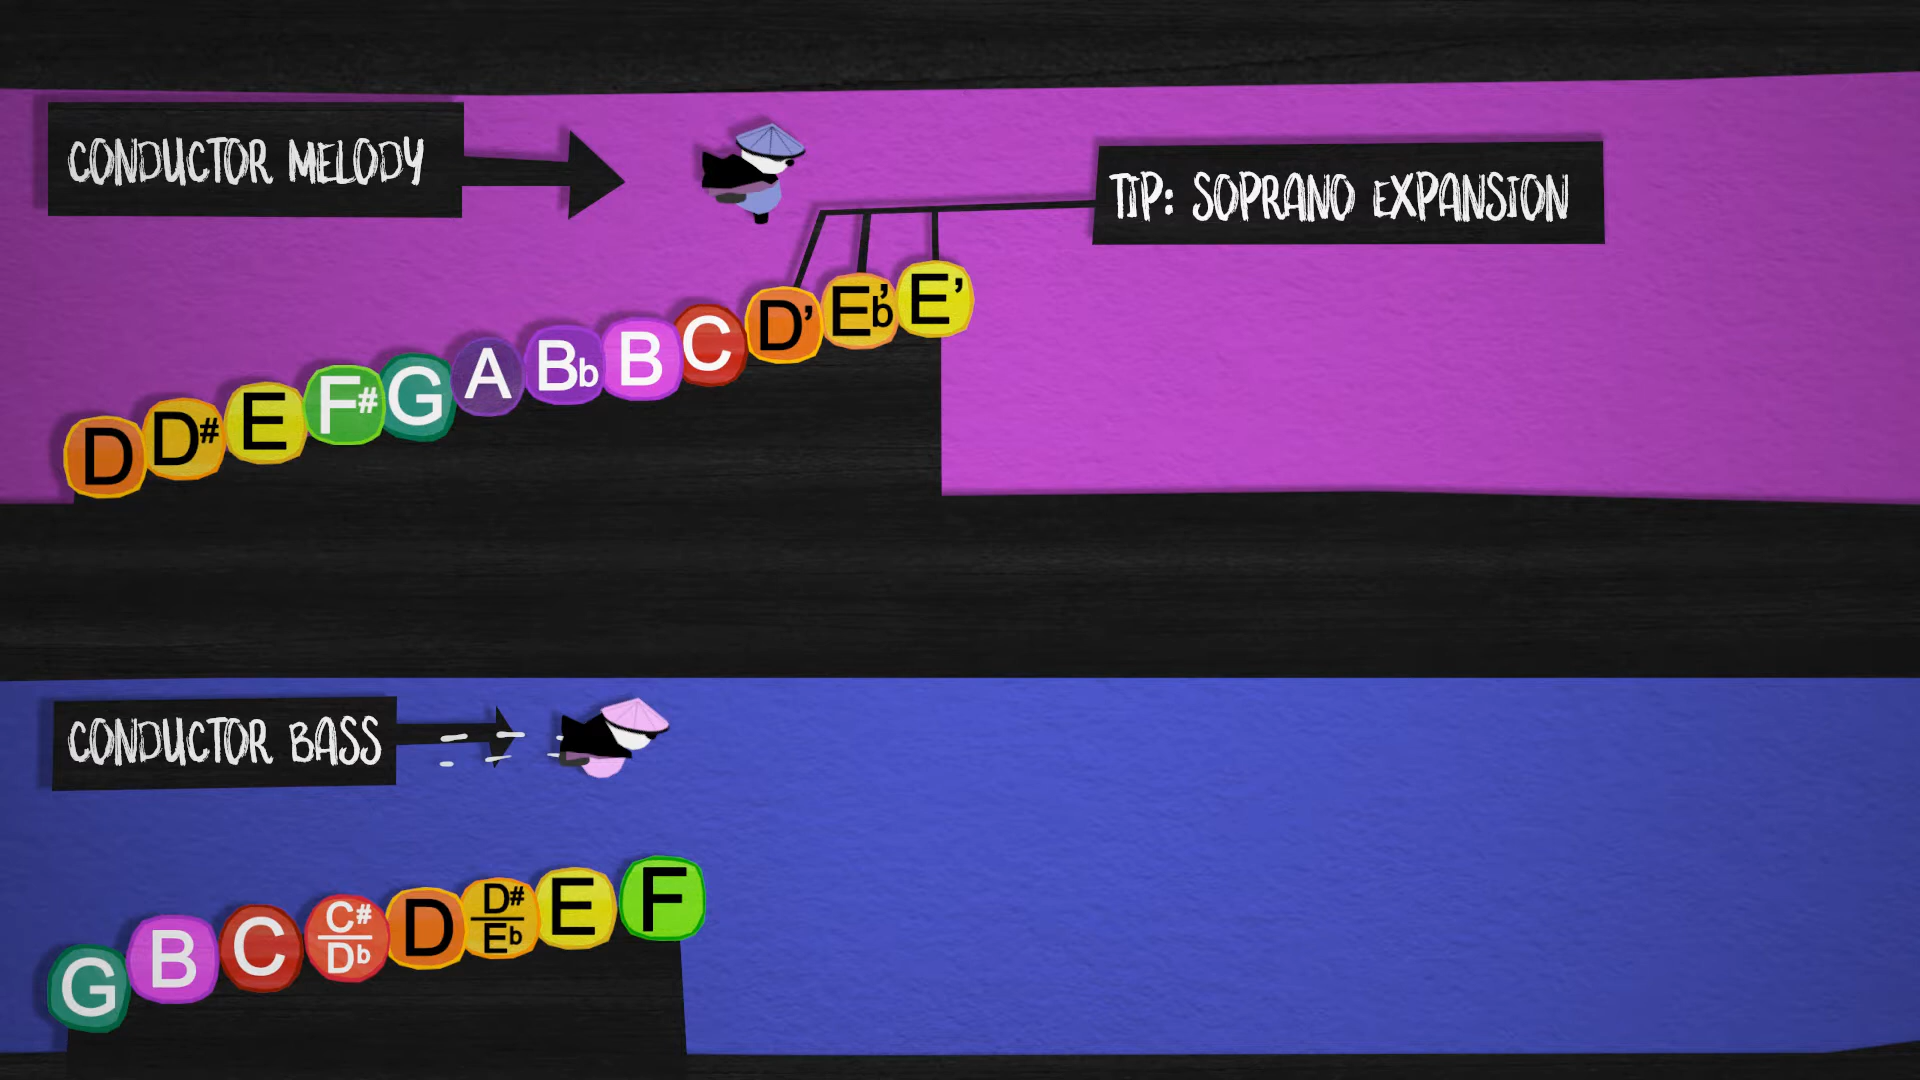 CONDUCTOR MELODY
TIP: SOPRANO EXPANSION
D D# E F# G A Bb B C D' Eb' E'
CONDUCTOR BASS
G B C C#/Db D D#/Eb E F